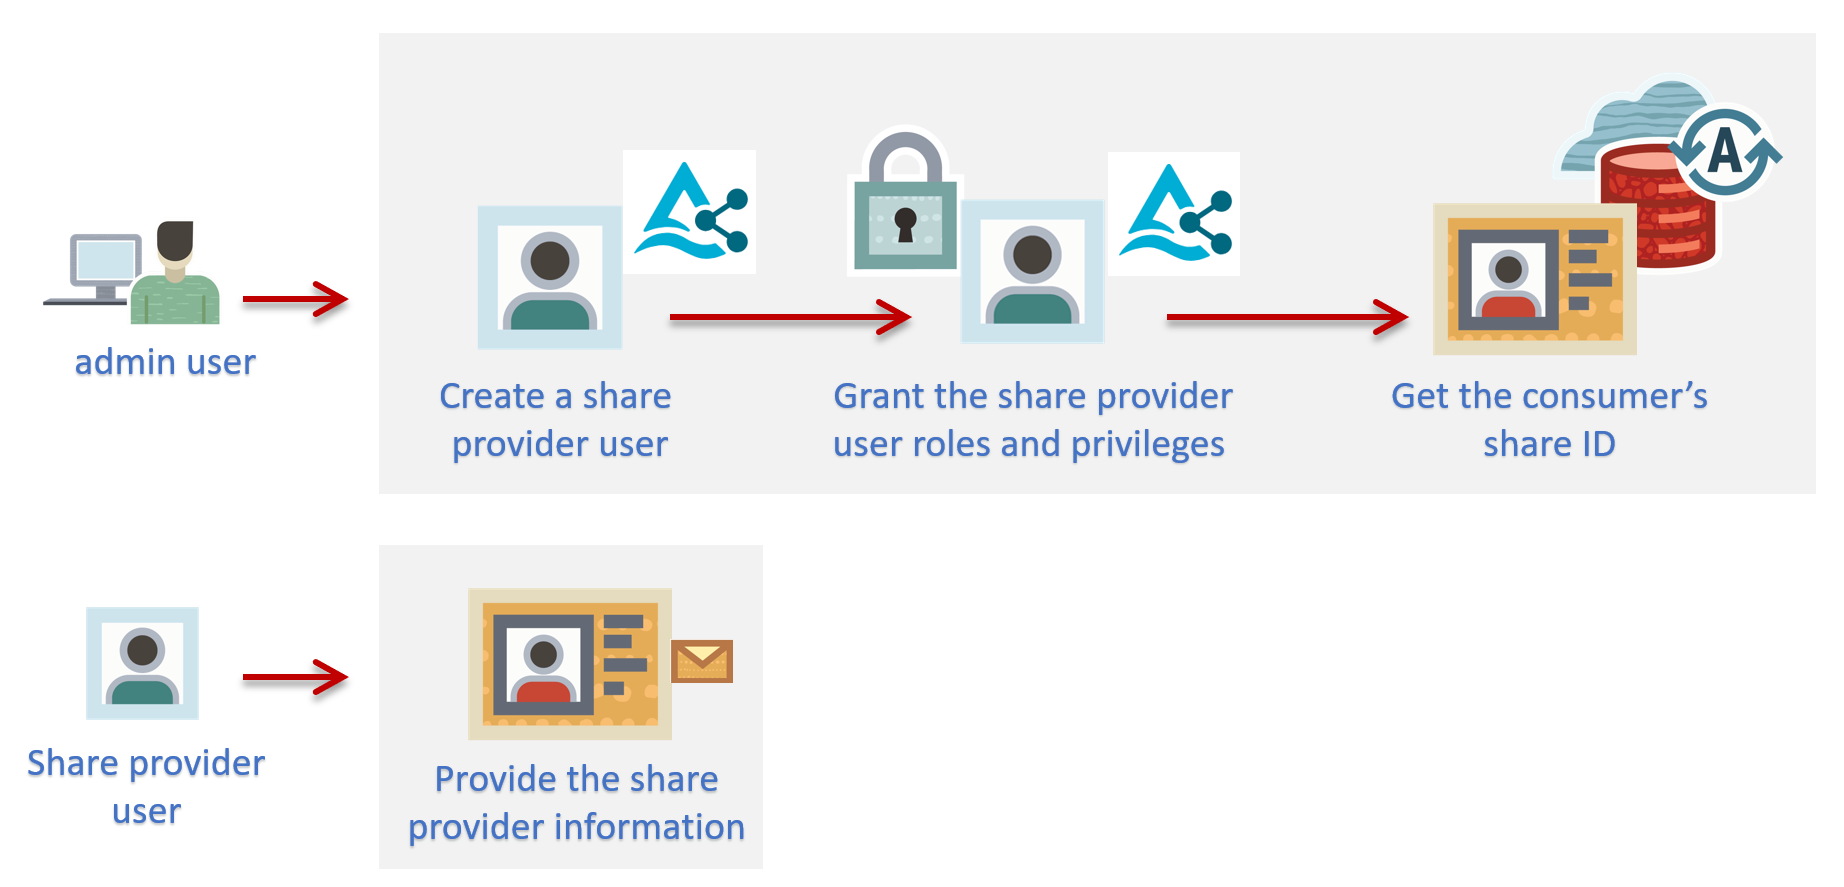 admin user
Create a share
provider user
Grant the share provider
user roles and privileges
A
Get the consumer’s
share ID
Share provider
user
Provide the share
provider information